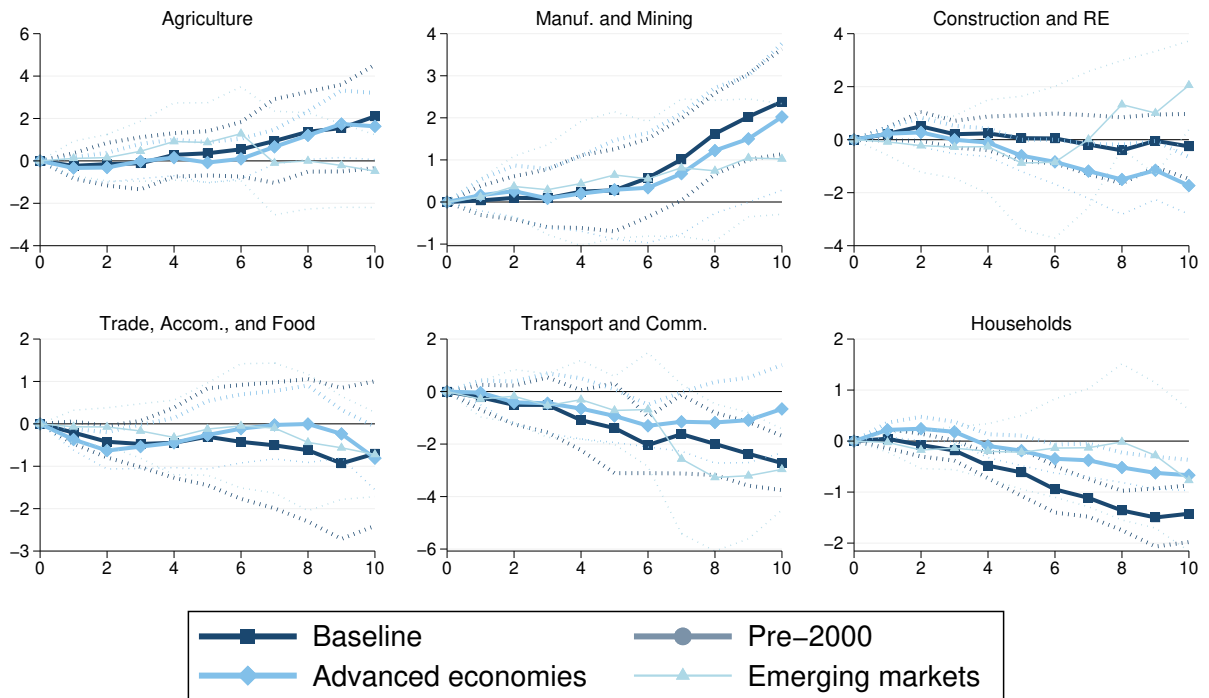 Agriculture
6
4
2
0
−2
−4
0 2 4 6 8 10
Manuf. and Mining
4
3
2
1
0
−1
0 2 4 6 8 10
Construction and RE
4
2
0
−2
−4
0 2 4 6 8 10
Trade, Accom., and Food
2
1
0
−1
−2
−3
0 2 4 6 8 10
Transport and Comm.
2
0
−2
−4
−6
0 2 4 6 8 10
Households
2
1
0
−1
−2
0 2 4 6 8 10
Baseline Pre−2000
Advanced economies Emerging markets